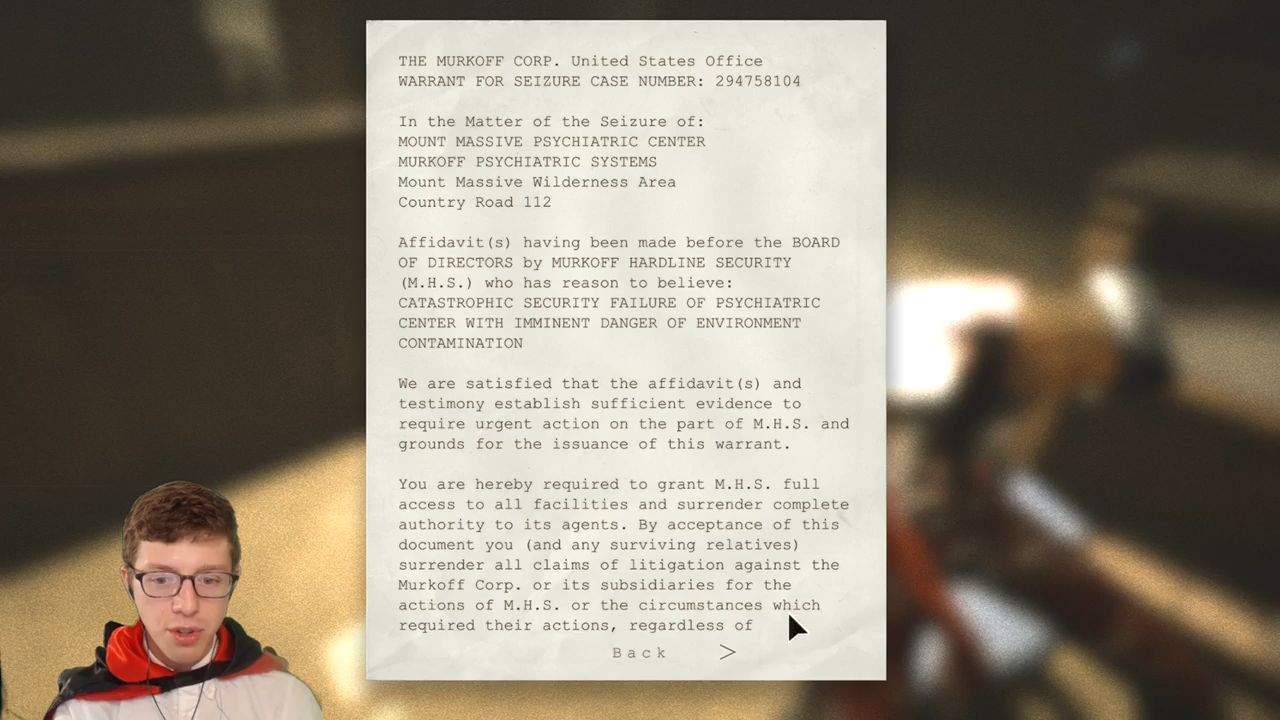 THE MURKOFF CORP. United States Office
WARRANT FOR SEIZURE CASE NUMBER: 294758104
In the Matter of the Seizure of:
MOUNT MASSIVE PSYCHIATRIC CENTER
MURKOFF PSYCHIATRIC SYSTEMS
Mount Massive Wilderness Area
Country Road 112
Affidavit(s) having been made before the BOARD
OF DIRECTORS by MURKOFF HARDLINE SECURITY
(M.H.S.) who has reason to believe:
CATASTROPHIC SECURITY FAILURE OF PSYCHIATRIC
CENTER WITH IMMINENT DANGER OF ENVIRONMENT
CONTAMINATION
We are satisfied that the affidavit(s) and
testimony establish sufficient evidence to
require urgent action on the part of M.H.S. and
grounds for the issuance of this warrant.
You are hereby required to grant M.H.S. full
access to all facilities and surrender complete
authority to its agents. By acceptance of this
document you (and any surviving relatives)
surrender all claims of litigation against the
Murkoff Corp. or its subsidiaries for the
actions of M.H.S. or the circumstances which
required their actions, regardless of
Back >